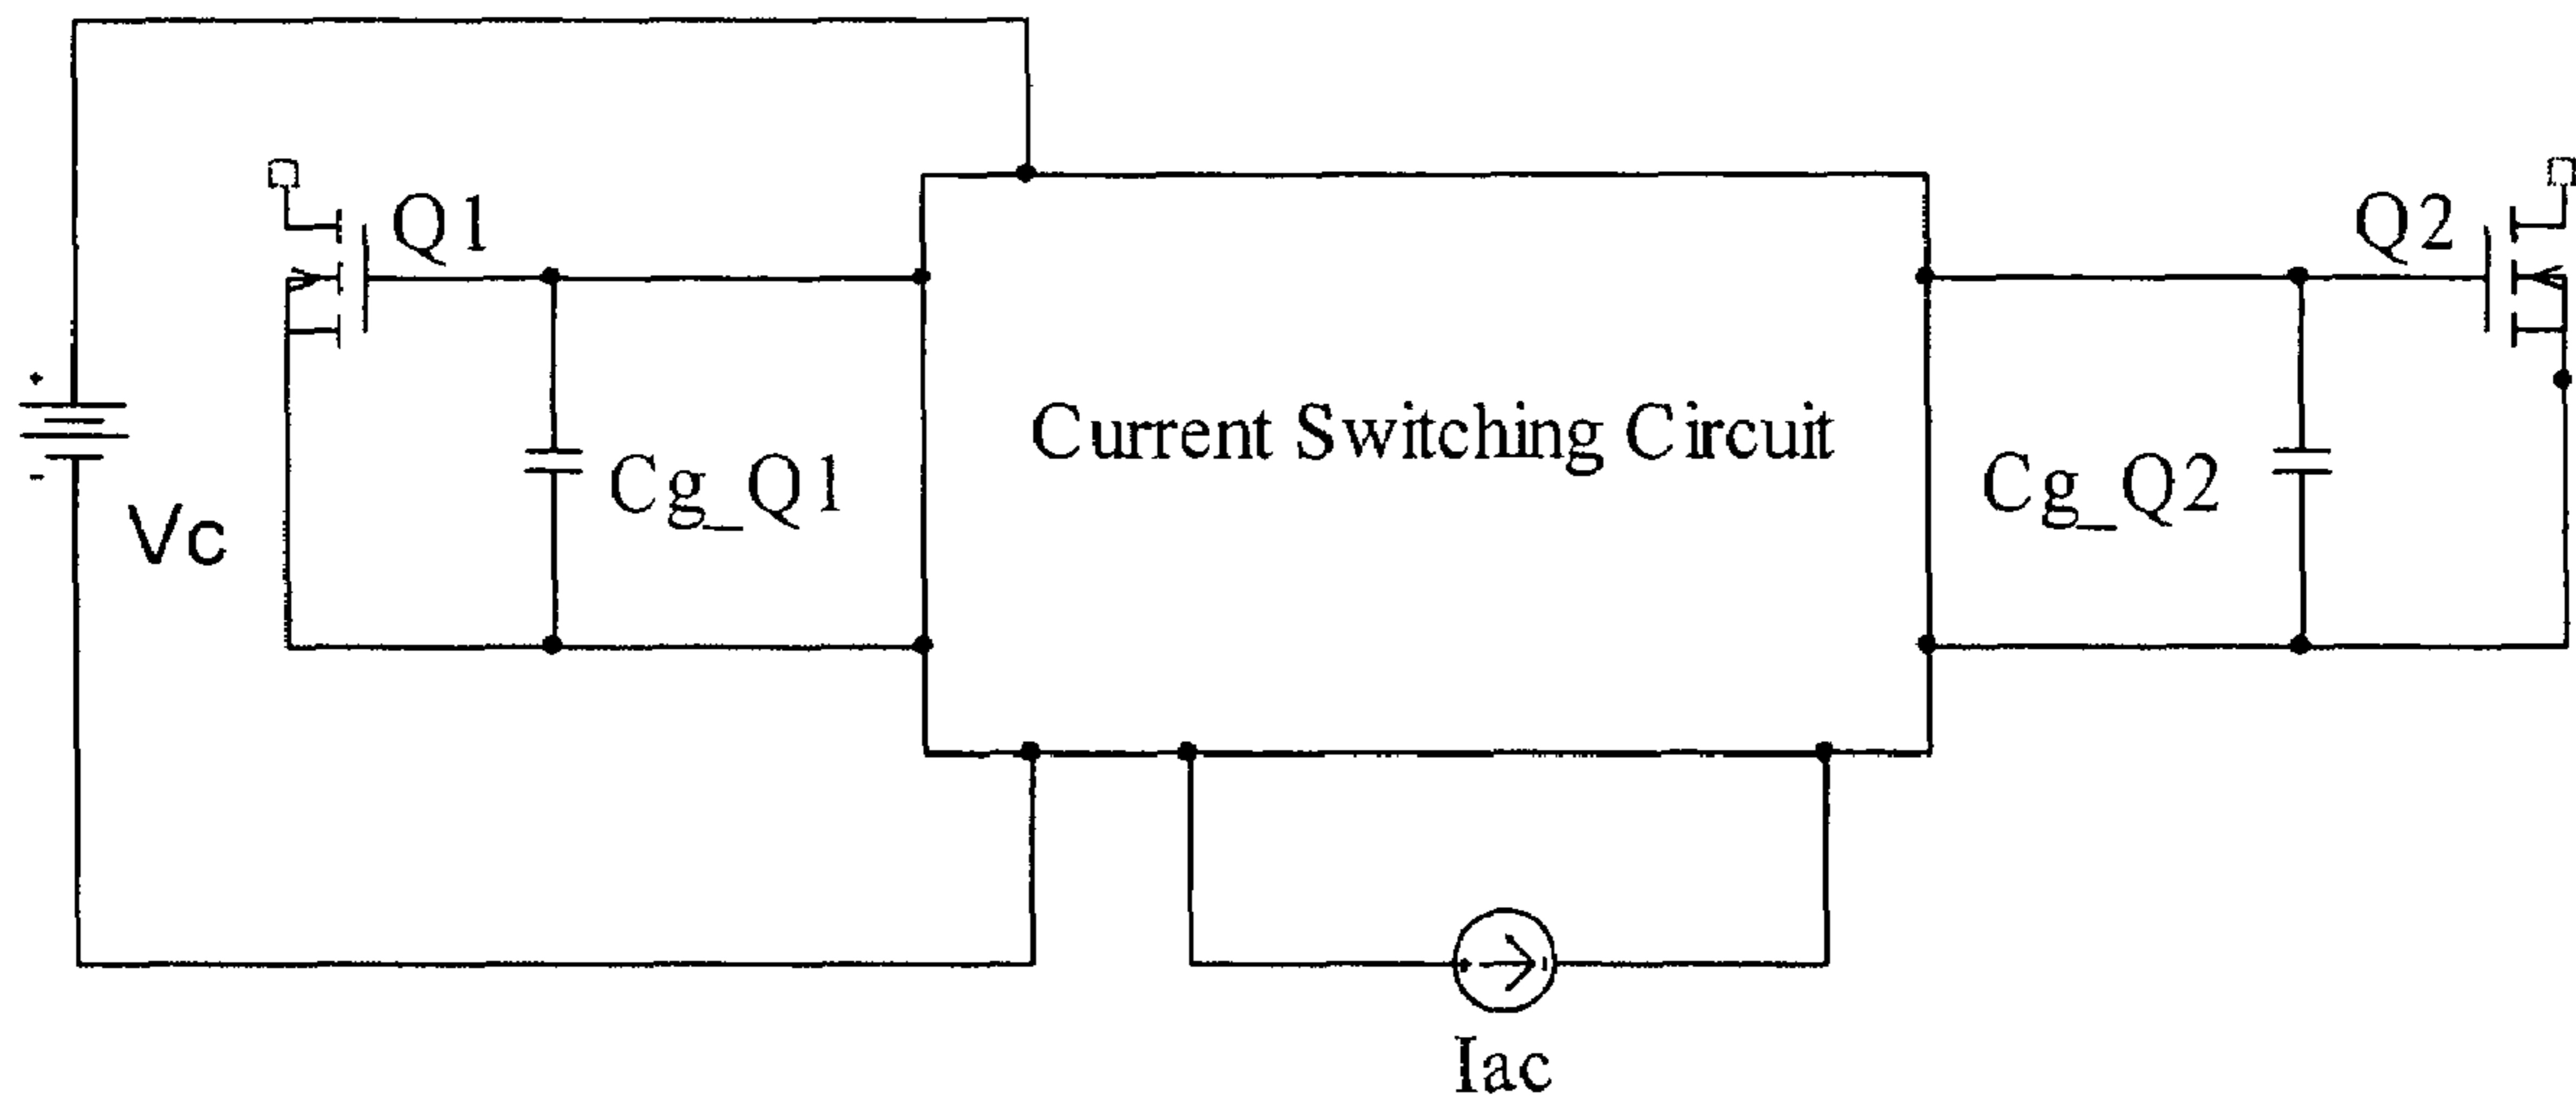 Q1
Q2
+
Current Switching Circuit
-
Cg_Q1
Cg_Q2
Vc
Iac